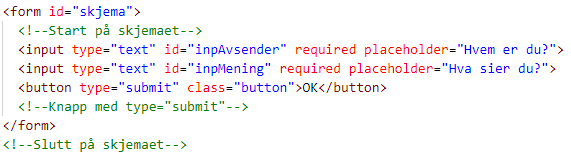 <form id="skjema">
<!--Start på skjemaet-->
<input type="text" id="inpAvsender" required placeholder="Hvem er du?">
<input type="text" id="inpMening" required placeholder="Hva sier du?">
<button type="submit" class="button">OK</button>
<!--Knapp med type="submit"-->
</form>
<!--Slutt på skjemaet-->